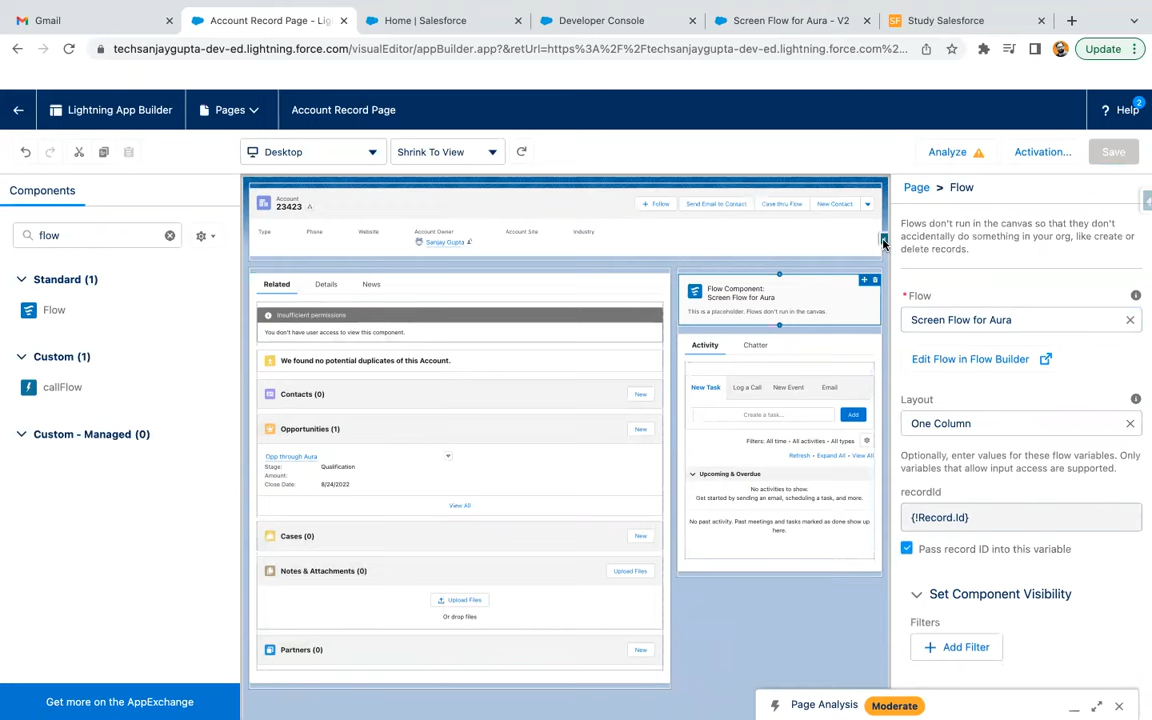 Gmail
Account Record Page - Ligh
Home | Salesforce
Developer Console
Screen Flow for Aura - V2
Study Salesforce
techsanjaygupta-dev-ed.lightning.force.com/visualEditor/appBuilder.app?&retUrl=https%3A%2F%2Ftechsanjaygupta-dev-ed.lightning.force.com%2...
Update
Lightning App Builder
Pages
Account Record Page
? Help
2
Desktop
Shrink To View
Analyze
Activation...
Save
Components
flow
Standard (1)
Flow
Custom (1)
callFlow
Custom - Managed (0)
Get more on the AppExchange
Account
23423
+ Follow
Send Email to Contact
Case thru Flow
New Contact
Type
Phone
Website
Account Owner
Account Site
Industry
Sanjay Gupta
Related
Details
News
Insufficient permissions
You don't have user access to view this component.
We found no potential duplicates of this Account.
Contacts (0)
New
Opportunities (1)
New
Opp through Aura
Stage:
Qualification
Amount:
Close Date:
8/24/2022
View All
Cases (0)
New
Notes & Attachments (0)
Upload Files
Upload Files
Or drop files
Partners (0)
New
Flow Component:
Screen Flow for Aura
This is a placeholder. Flows don't run in the canvas.
Activity
Chatter
New Task
Log a Call
New Event
Email
Create a task...
Add
Filters: All time • All activities • All types
Refresh • Expand All • View All
Upcoming & Overdue
No activities to show.
Get started by sending an email, scheduling a task, and more.
No past activity. Past meetings and tasks marked as done show up
here.
Page > Flow
Flows don't run in the canvas so that they don't
accidentally do something in your org, like create or
delete records.
* Flow
Screen Flow for Aura
Edit Flow in Flow Builder
Layout
One Column
Optionally, enter values for these flow variables. Only
variables that allow input access are supported.
recordId
{!Record.Id}
Pass record ID into this variable
Set Component Visibility
Filters
+ Add Filter
Page Analysis
Moderate